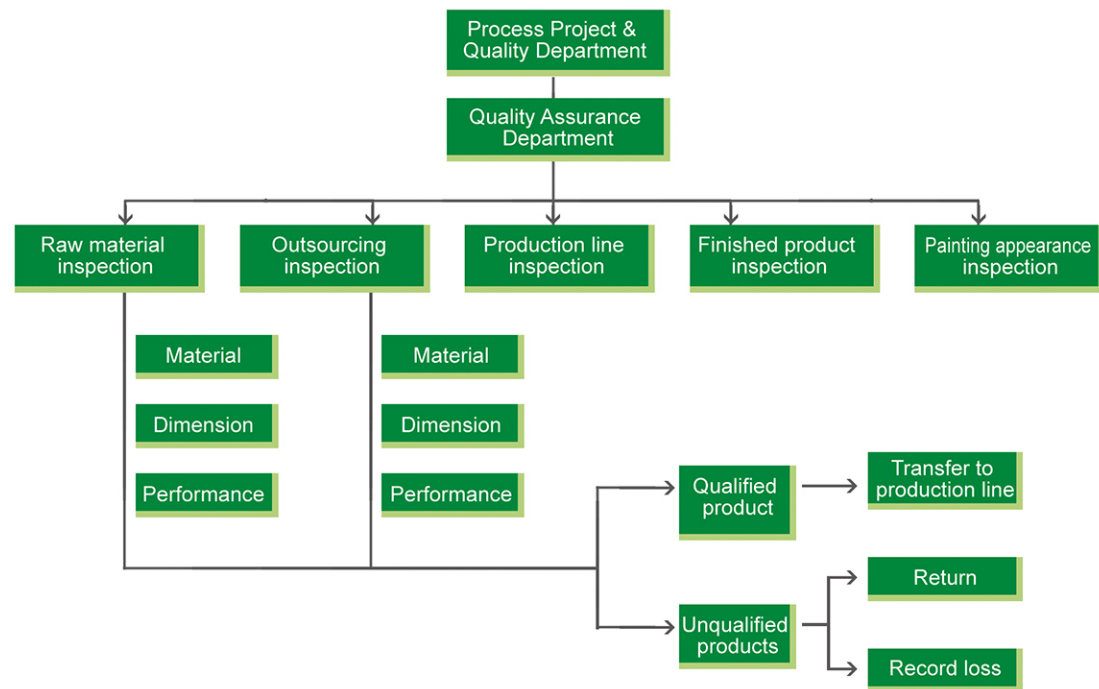 Process Project &
Quality Department
Quality Assurance
Department
Raw material
inspection
Outsourcing
inspection
Production line
inspection
Finished product
inspection
Painting appearance
inspection
Material
Dimension
Performance
Material
Dimension
Performance
Qualified
product
Transfer to
production line
Unqualified
products
Return
Record loss